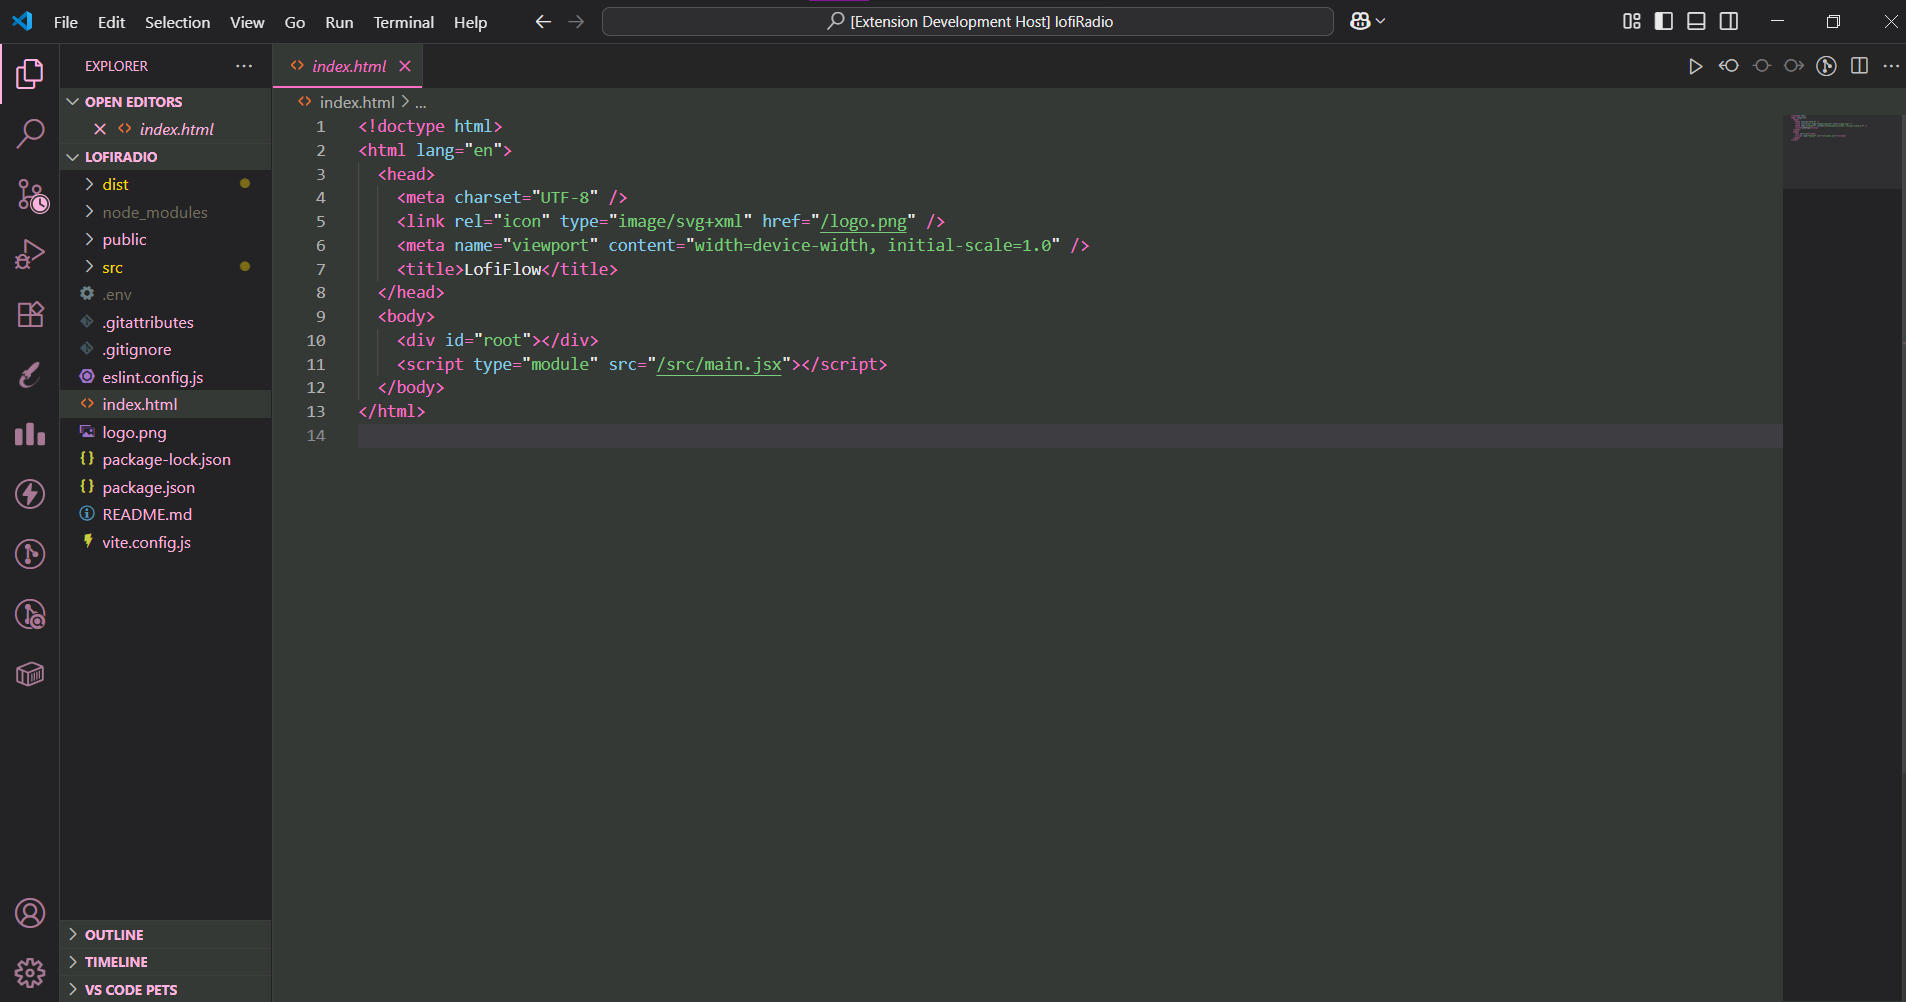 File Edit Selection View Go Run Terminal Help
[Extension Development Host] lofiRadio
EXPLORER
OPEN EDITORS
index.html
LOFIRADIO
dist
node_modules
public
src
.env
.gitattributes
.gitignore
eslint.config.js
index.html
logo.png
package-lock.json
package.json
README.md
vite.config.js
OUTLINE
TIMELINE
VS CODE PETS
index.html
index.html > ...
1 <!doctype html>
2 <html lang="en">
3 <head>
4 <meta charset="UTF-8" />
5 <link rel="icon" type="image/svg+xml" href="/logo.png" />
6 <meta name="viewport" content="width=device-width, initial-scale=1.0" />
7 <title>LofiFlow</title>
8 </head>
9 <body>
10 <div id="root"></div>
11 <script type="module" src="/src/main.jsx"></script>
12 </body>
13 </html>
14